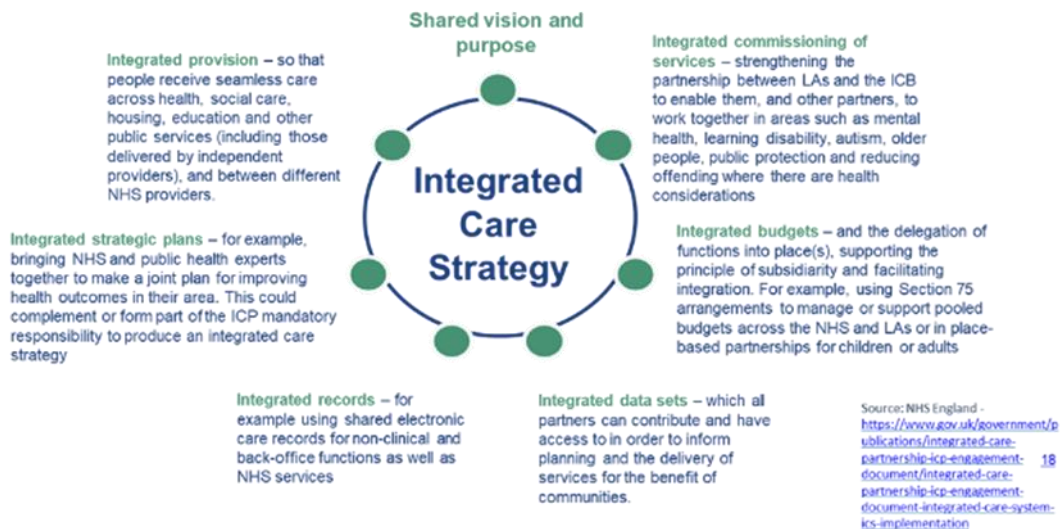 Shared vision and
purpose
Integrated provision – so that
people receive seamless care
across health, social care,
housing, education and other
public services (including those
delivered by independent
providers), and between different
NHS providers.
Integrated commissioning of
services – strengthening the
partnership between LAs and the ICB
to enable them, and other partners, to
work together in areas such as mental
health, learning disability, autism, older
people, public protection and reducing
offending where there are health
considerations
Integrated
Care
Strategy
Integrated strategic plans – for example,
bringing NHS and public health experts
together to make a joint plan for improving
health outcomes in their area. This could
complement or form part of the ICP mandatory
responsibility to produce an integrated care
strategy
Integrated budgets – and the delegation of
functions into place(s), supporting the
principle of subsidiarity and facilitating
integration. For example, using Section 75
arrangements to manage or support pooled
budgets across the NHS and LAs or in place-
based partnerships for children or adults
Integrated records – for
example using shared electronic
care records for non-clinical and
back-office functions as well as
NHS services
Integrated data sets – which all
partners can contribute and have
access to in order to inform
planning and the delivery of
services for the benefit of
communities.
Source: NHS England -
https://www.gov.uk/government/p
ublications/integrated-care-
partnership-icp-engagement-
document/integrated-care-
partnership-icp-engagement-
document-integrated-care-system-
ics-implementation
18